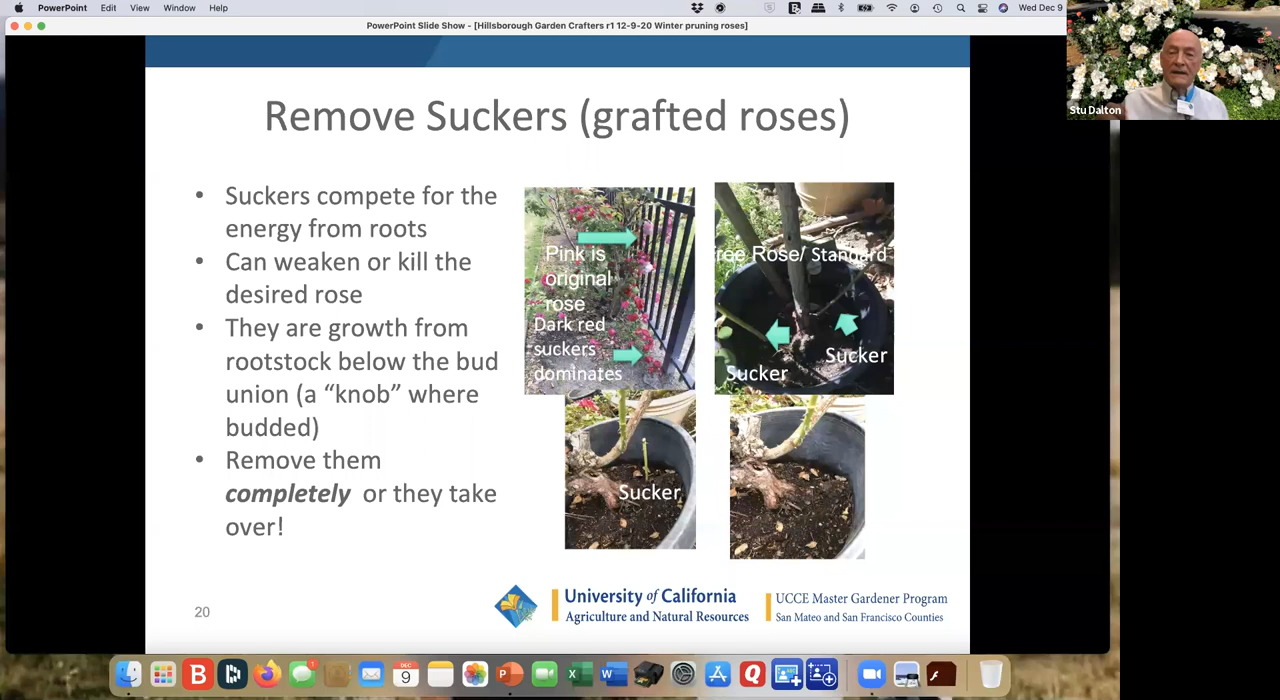 PowerPoint Edit View Window Help Wed Dec 9
PowerPoint Slide Show - [Hillsborough Garden Crafters r1 12-9-20 Winter pruning roses]
Stu Dalton
Remove Suckers (grafted roses)
• Suckers compete for the
energy from roots
• Can weaken or kill the
desired rose
• They are growth from
rootstock below the bud
union (a “knob” where
budded)
• Remove them
completely or they take
over!
Pink is
original
rose
Dark red
suckers
dominates
ree Rose/ Standard
Sucker
Sucker
Sucker
20
University of California
Agriculture and Natural Resources
UCCE Master Gardener Program
San Mateo and San Francisco Counties
DEC
9